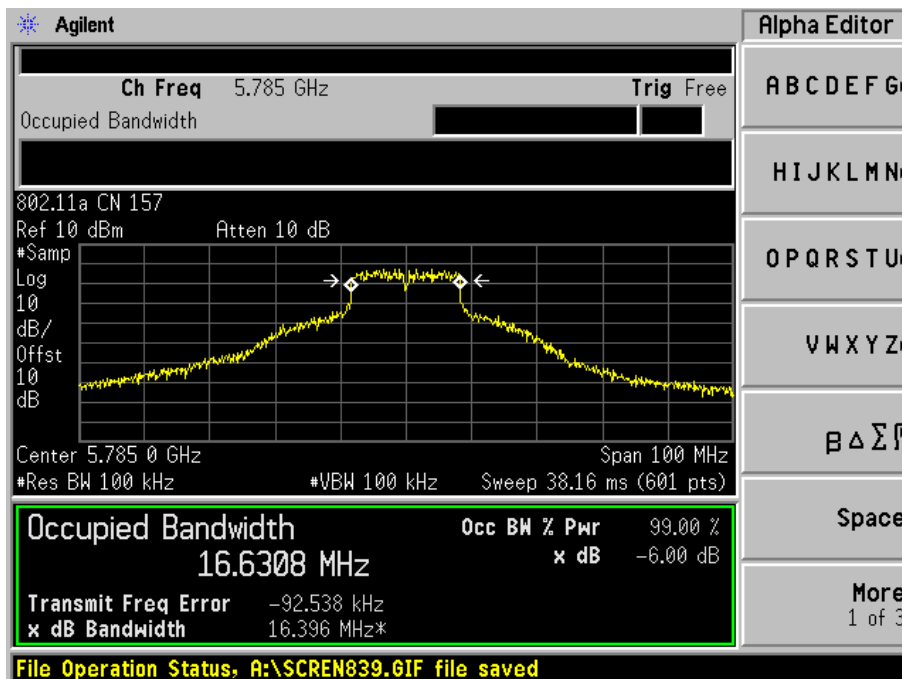 Agilent
Alpha Editor
Ch Freq 5.785 GHz Trig Free
Occupied Bandwidth
802.11a CN 157
Ref 10 dBm Atten 10 dB
#Samp
Log
10
dB/
Offst
10
dB
Center 5.785 0 GHz Span 100 MHz
#Res BW 100 kHz #VBW 100 kHz Sweep 38.16 ms (601 pts)
Occupied Bandwidth Occ BW % Pwr 99.00 %
16.6308 MHz x dB -6.00 dB
Transmit Freq Error -92.538 kHz
x dB Bandwidth 16.396 MHz*
File Operation Status, A:\SCREN839.GIF file saved
A B C D E F G
H I J K L M N
O P Q R S T U
V W X Y Z
Space
More
1 of 3